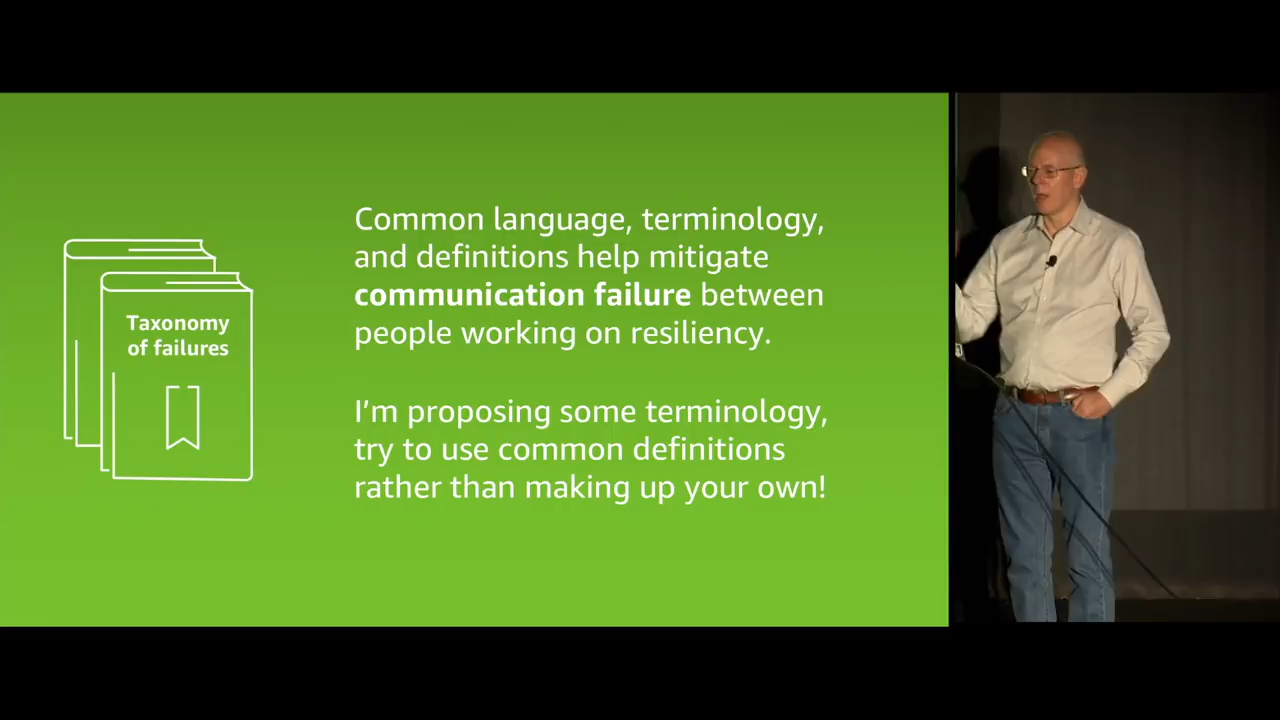 Taxonomy
of failures
Common language, terminology,
and definitions help mitigate
communication failure between
people working on resiliency.
I'm proposing some terminology,
try to use common definitions
rather than making up your own!